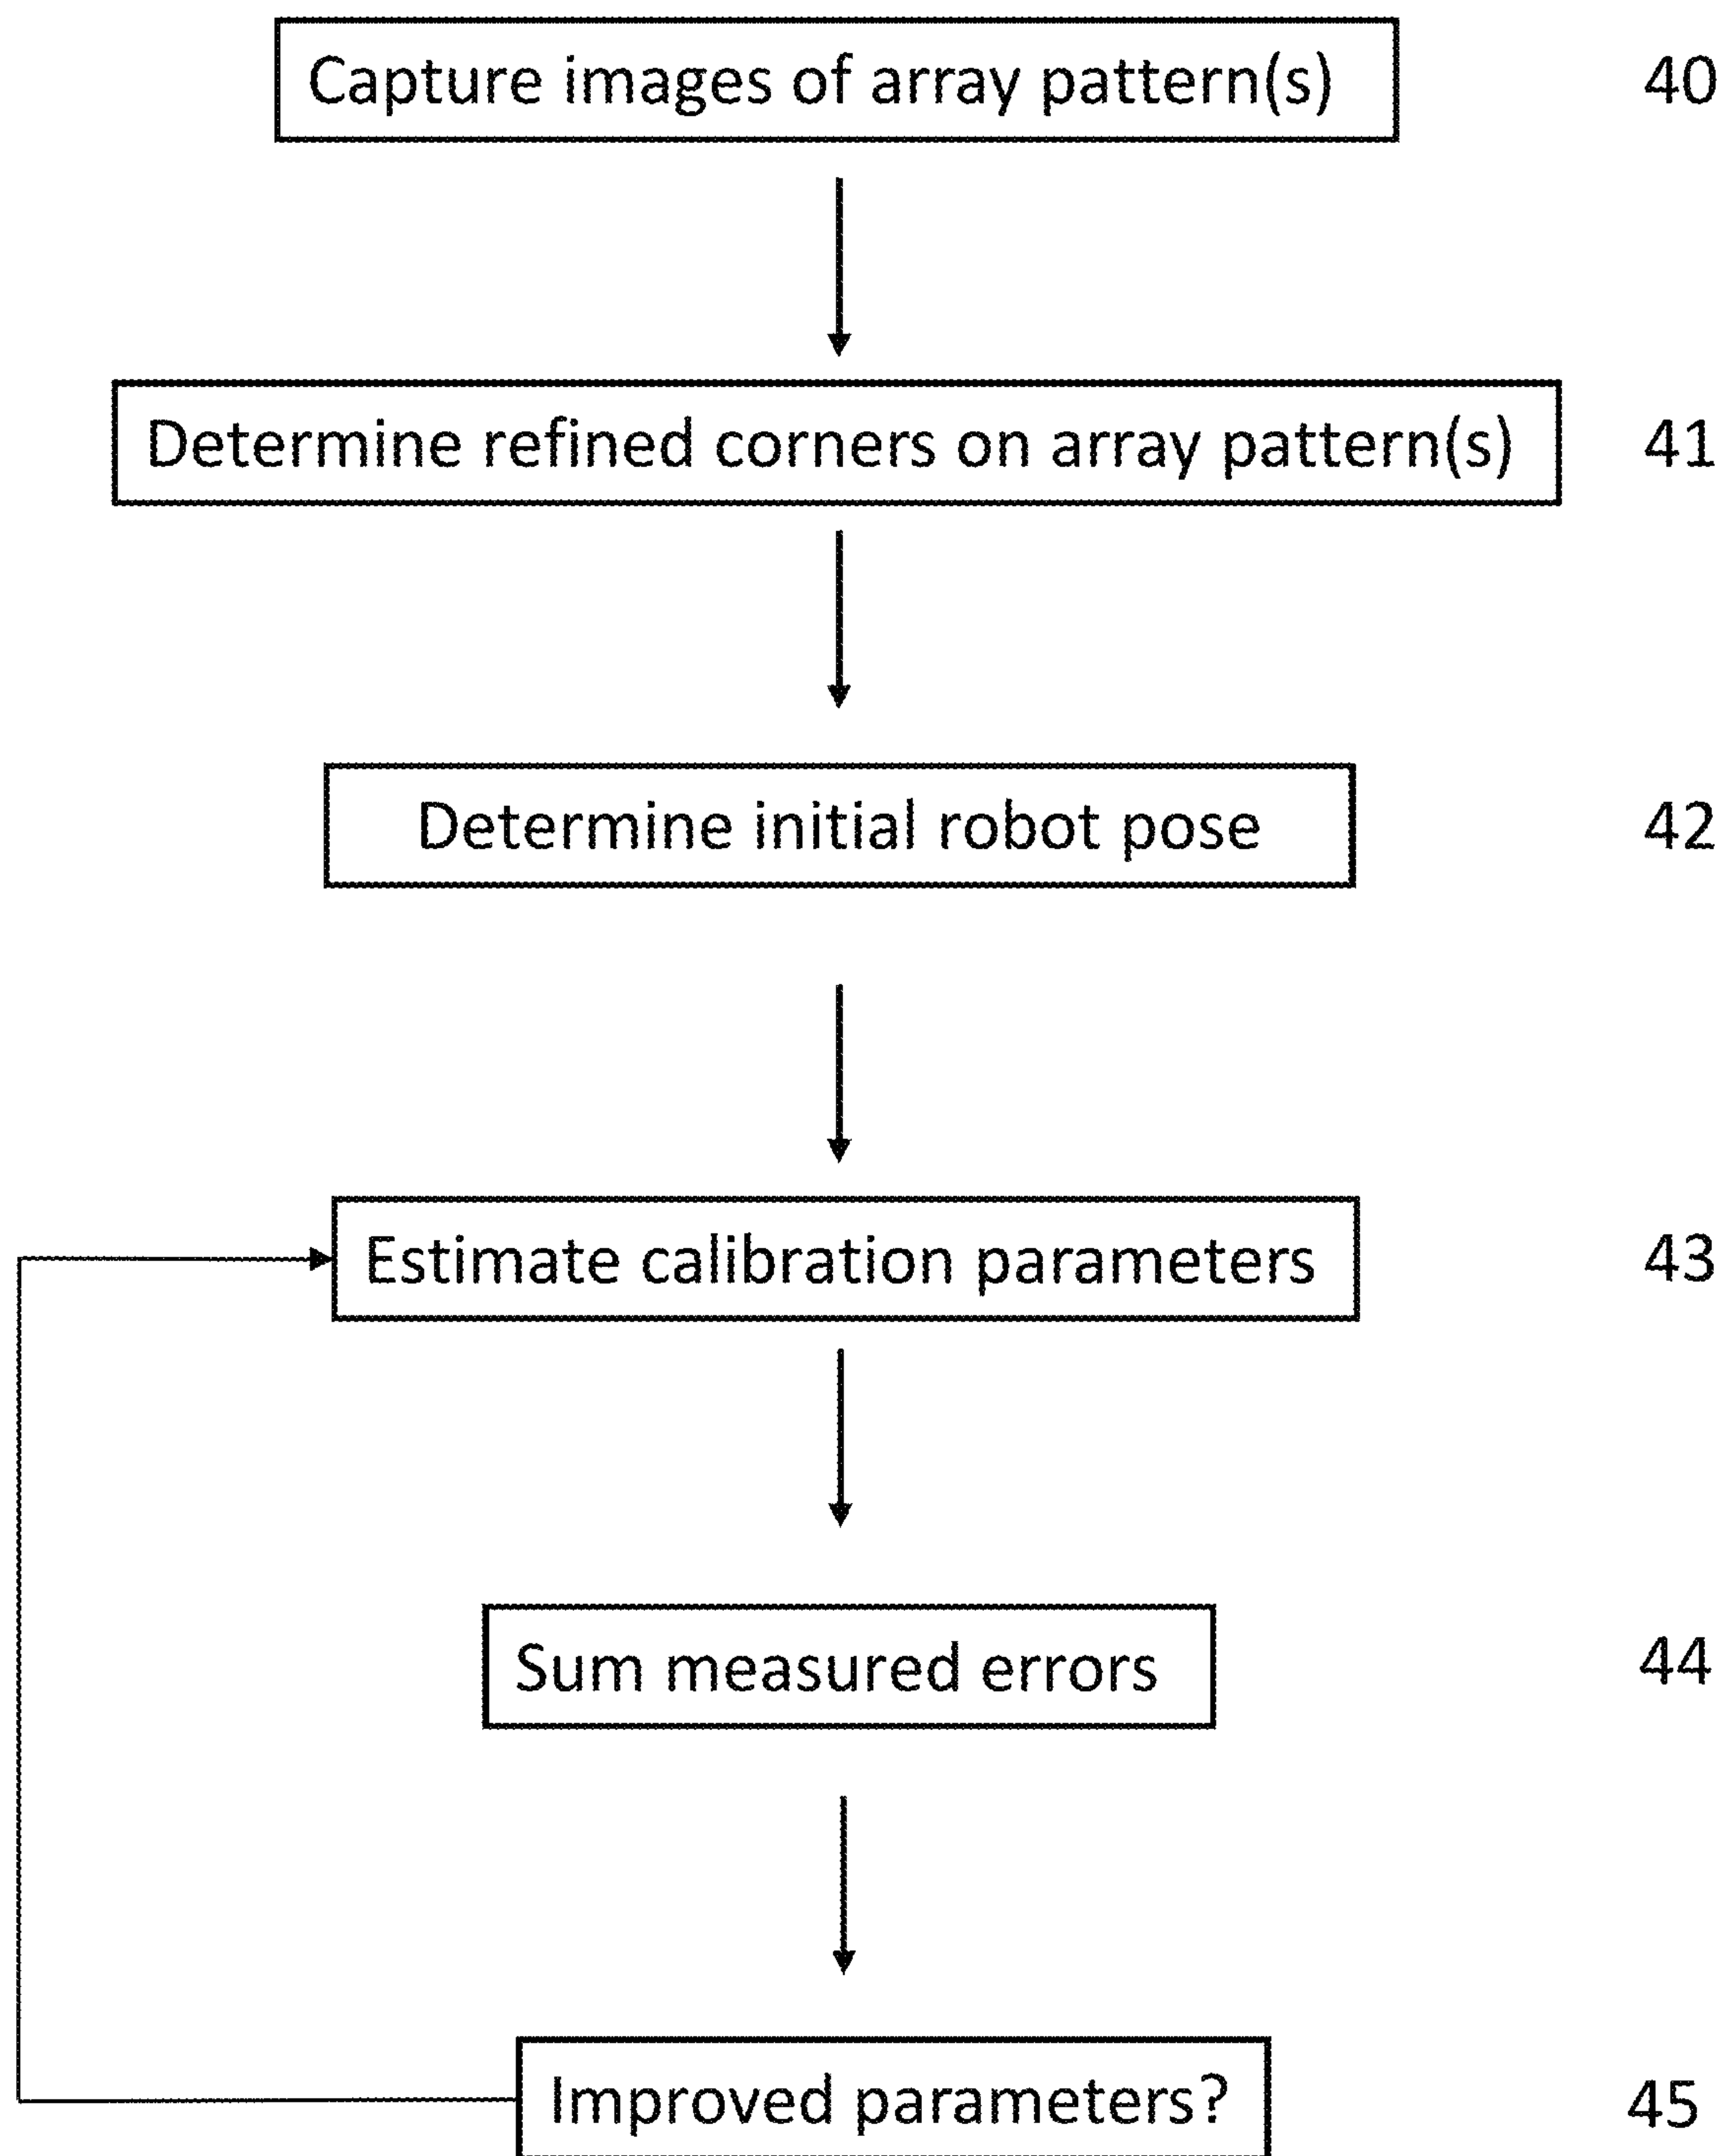 Capture images of array pattern(s) 40
Determine refined corners on array pattern(s) 41
Determine initial robot pose 42
Estimate calibration parameters 43
Sum measured errors 44
Improved parameters? 45